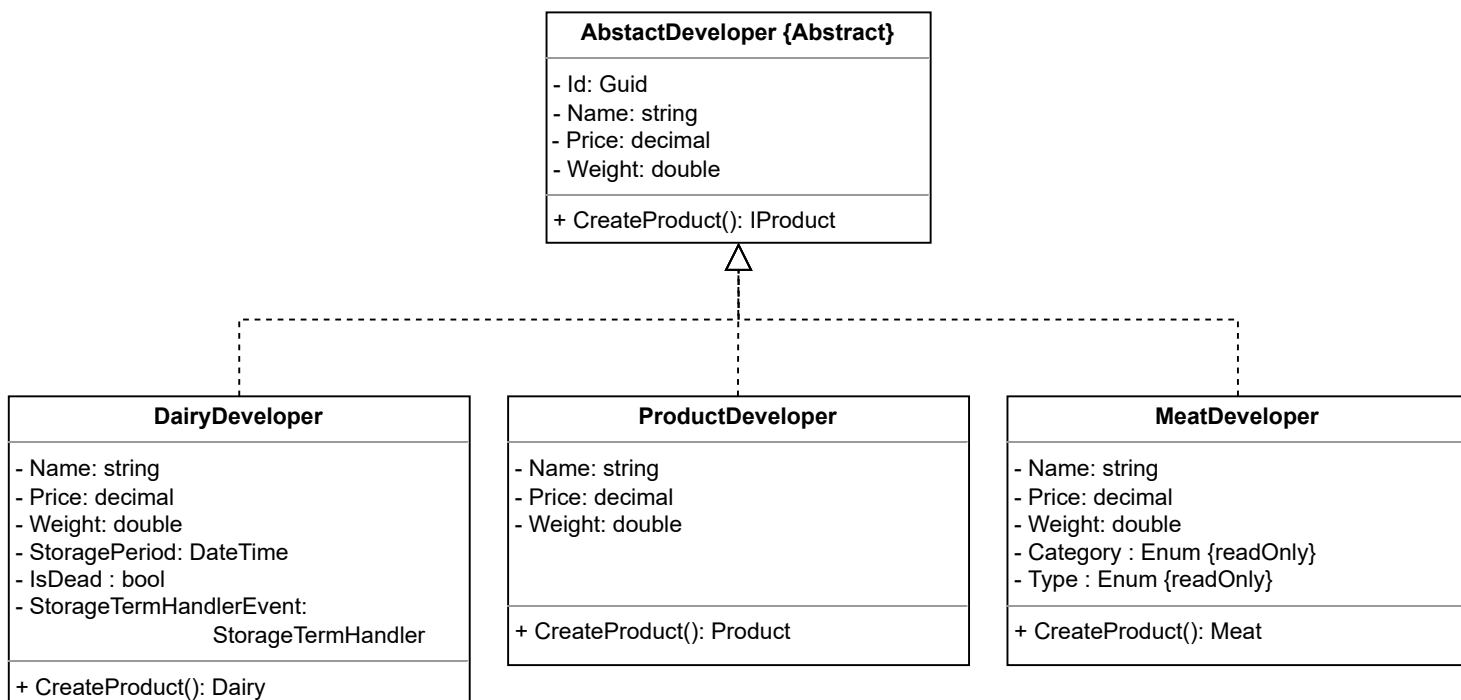 AbstactDeveloper {Abstract}
- Id: Guid
- Name: string
- Price: decimal
- Weight: double
+ CreateProduct(): IProduct
DairyDeveloper
- Name: string
- Price: decimal
- Weight: double
- StoragePeriod: DateTime
- IsDead : bool
- StorageTermHandlerEvent:
StorageTermHandler
+ CreateProduct(): Dairy
ProductDeveloper
- Name: string
- Price: decimal
- Weight: double
+ CreateProduct(): Product
MeatDeveloper
- Name: string
- Price: decimal
- Weight: double
- Category : Enum {readOnly}
- Type : Enum {readOnly}
+ CreateProduct(): Meat